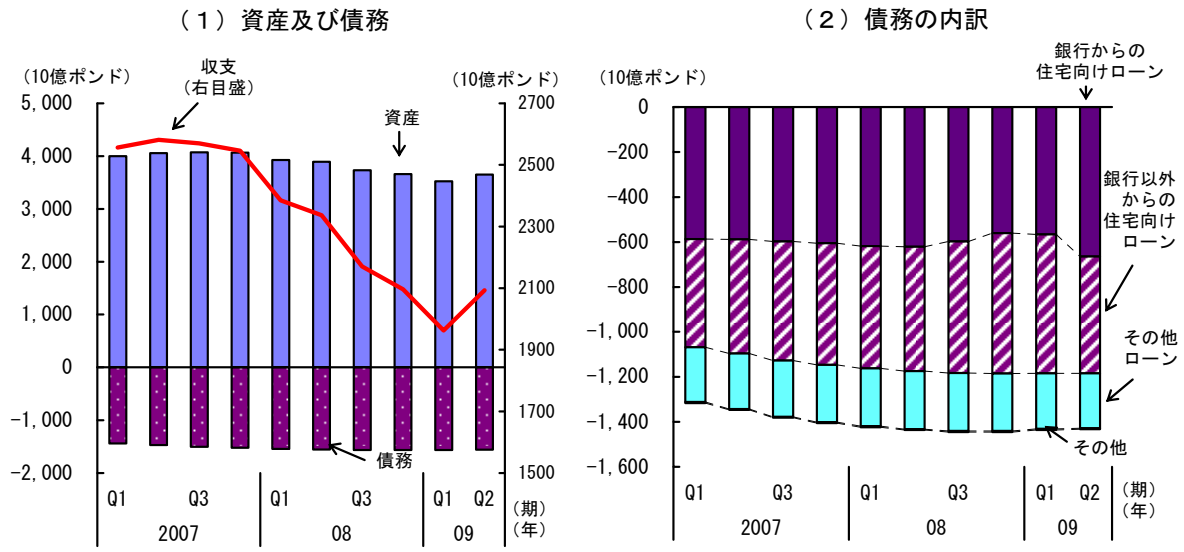 (1)資産及び債務
(10億ポンド)
収支
(右目盛)
(10億ポンド)
資産
5,000
4,000
3,000
2,000
1,000
0
-1,000
-2,000
2700
2500
2300
2100
1900
1700
1500
債務
Q1 Q3 Q1 Q3 Q1 Q2 (期)
2007 08 09 (年)
(2)債務の内訳
(10億ポンド)
銀行からの
住宅向けローン
0
-200
-400
-600
-800
-1,000
-1,200
-1,400
-1,600
銀行以外
からの
住宅向け
ローン
その他
ローン
その他
Q1 Q3 Q1 Q3 Q1 Q2 (期)
2007 08 09 (年)